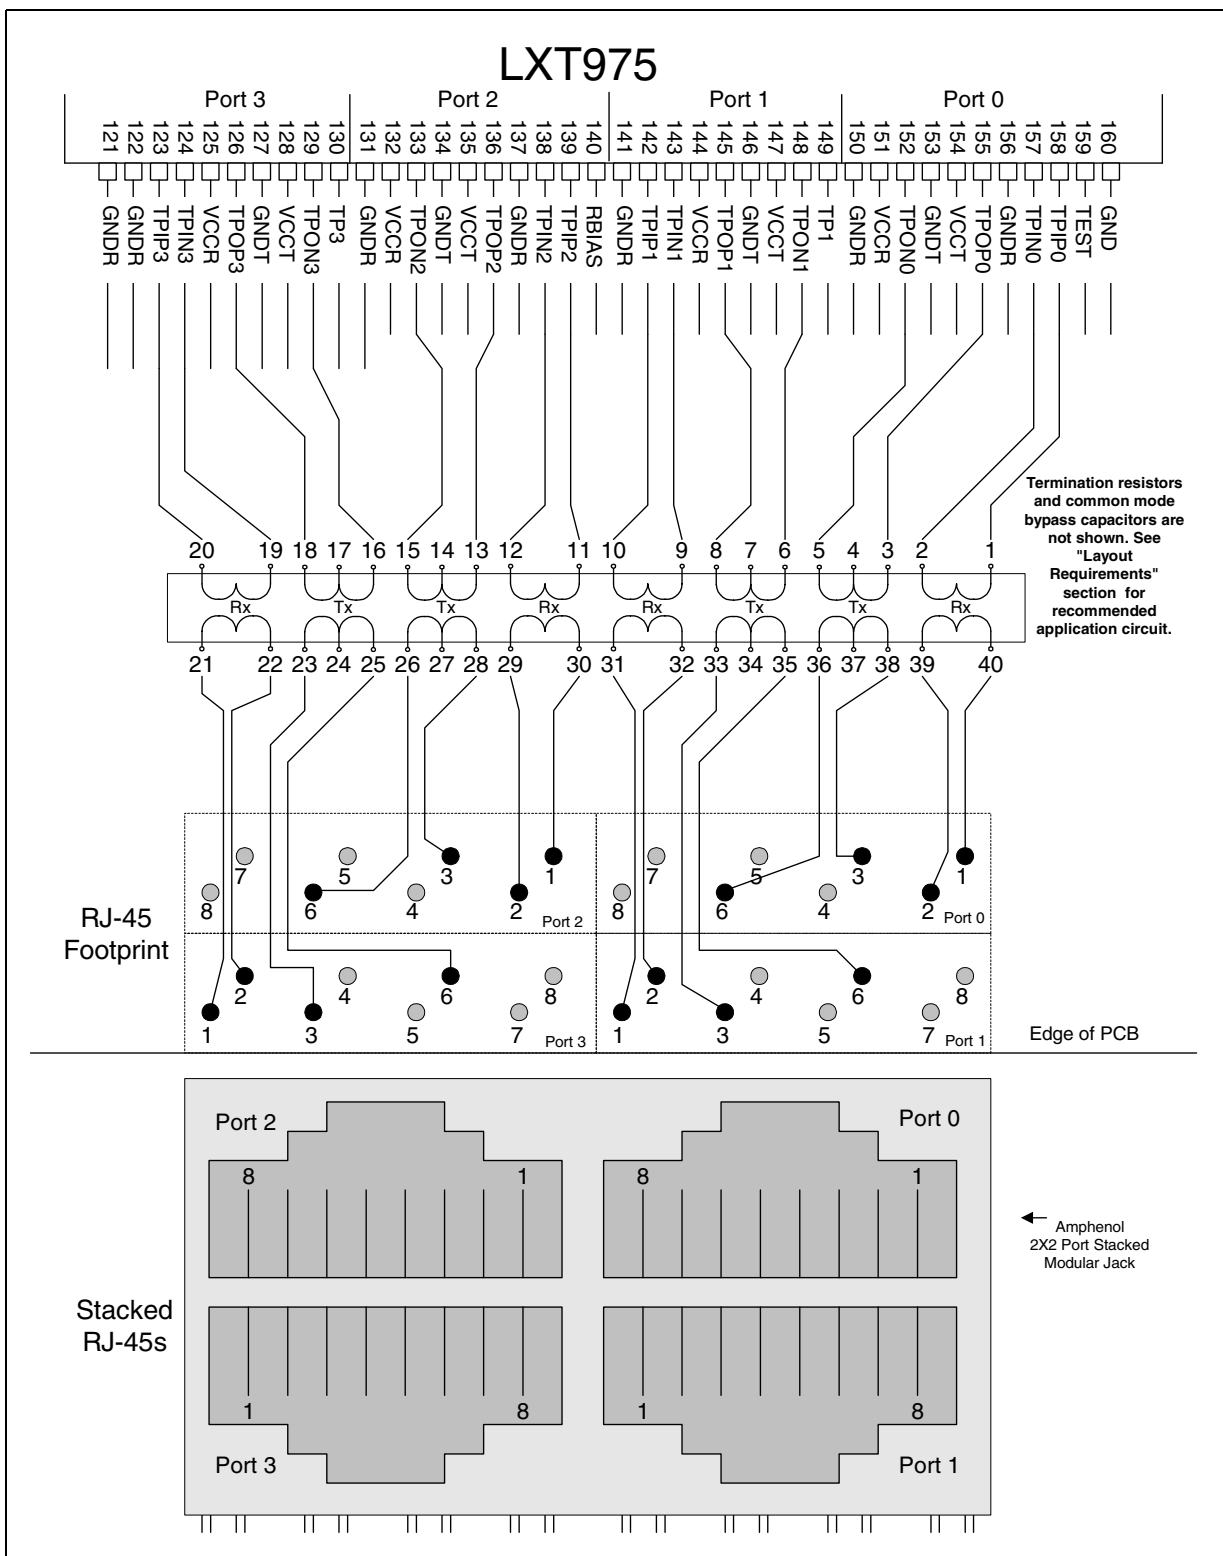 LXT975
Port 3 Port 2 Port 1 Port 0
121 122 123 124 125 126 127 128 129 130 131 132 133 134 135 136 137 138 139 140 141 142 143 144 145 146 147 148 149 150 151 152 153 154 155 156 157 158 159 160
GNDR GNDR TPIP3 TPIN3 VCCR TPOP3 GNDT VCCT TPON3 TP3 GNDR VCCR TPON2 GNDT VCCT TPOP2 GNDR TPIN2 TPIP2 RBIAS GNDR TPIP1 TPIN1 VCCR TPOP1 GNDT VCCT TPON1 TP1 GNDR VCCR TPON0 GNDT VCCT TPOP0 GNDR TPIN0 TPIP0 TEST GND
Termination resistors
and common mode
bypass capacitors are
not shown. See
"Layout
Requirements"
section for
recommended
application circuit.
20 19 18 17 16 15 14 13 12 11 10 9 8 7 6 5 4 3 2 1
Rx Tx Tx Rx Rx Tx Tx Rx
21 22 23 24 25 26 27 28 29 30 31 32 33 34 35 36 37 38 39 40
7 5 3 1 7 5 3 1
8 6 4 2 Port 2 8 6 4 2 Port 0
RJ-45
Footprint
2 4 6 8 2 4 6 8
1 3 5 7 Port 3 1 3 5 7 Port 1
Edge of PCB
Port 2 Port 0
8 1 8 1
Amphenol
2X2 Port Stacked
Modular Jack
Stacked
RJ-45s
1 8 1 8
Port 3 Port 1